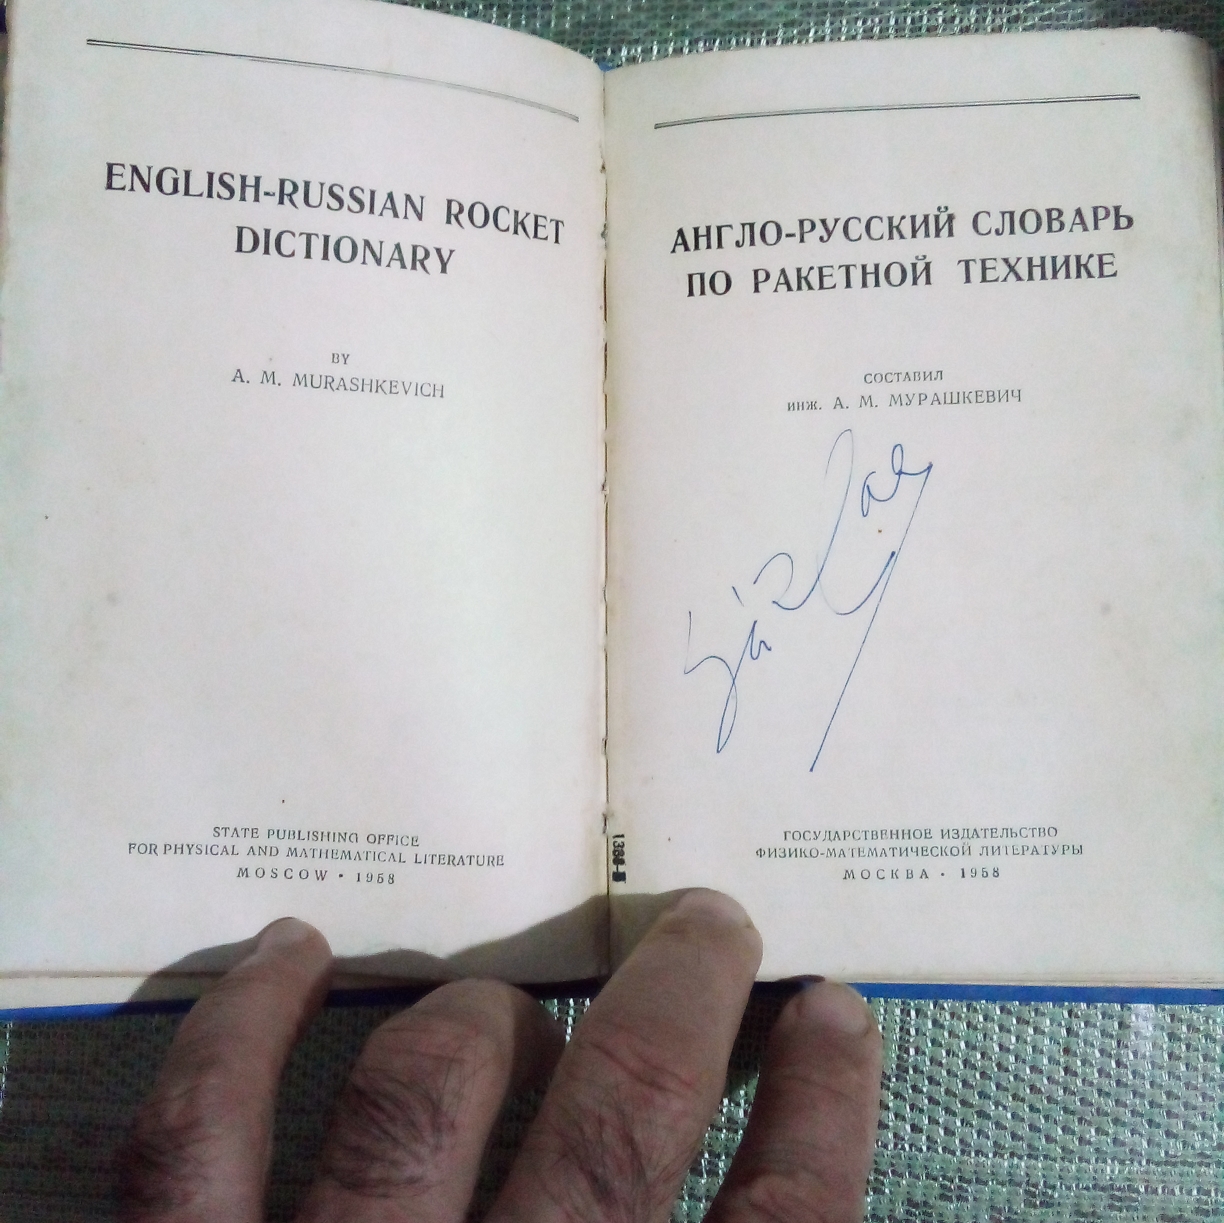 ENGLISH-RUSSIAN ROCKET
DICTIONARY
BY
A. M. MURASHKEVICH
STATE PUBLISHING OFFICE
FOR PHYSICAL AND MATHEMATICAL LITERATURE
MOSCOW · 1958
АНГЛО-РУССКИЙ СЛОВАРЬ
ПО РАКЕТНОЙ ТЕХНИКЕ
СОСТАВИЛ
инж. А. М. МУРАШКЕВИЧ
ГОСУДАРСТВЕННОЕ ИЗДАТЕЛЬСТВО
ФИЗИКО-МАТЕМАТИЧЕСКОЙ ЛИТЕРАТУРЫ
МОСКВА · 1958